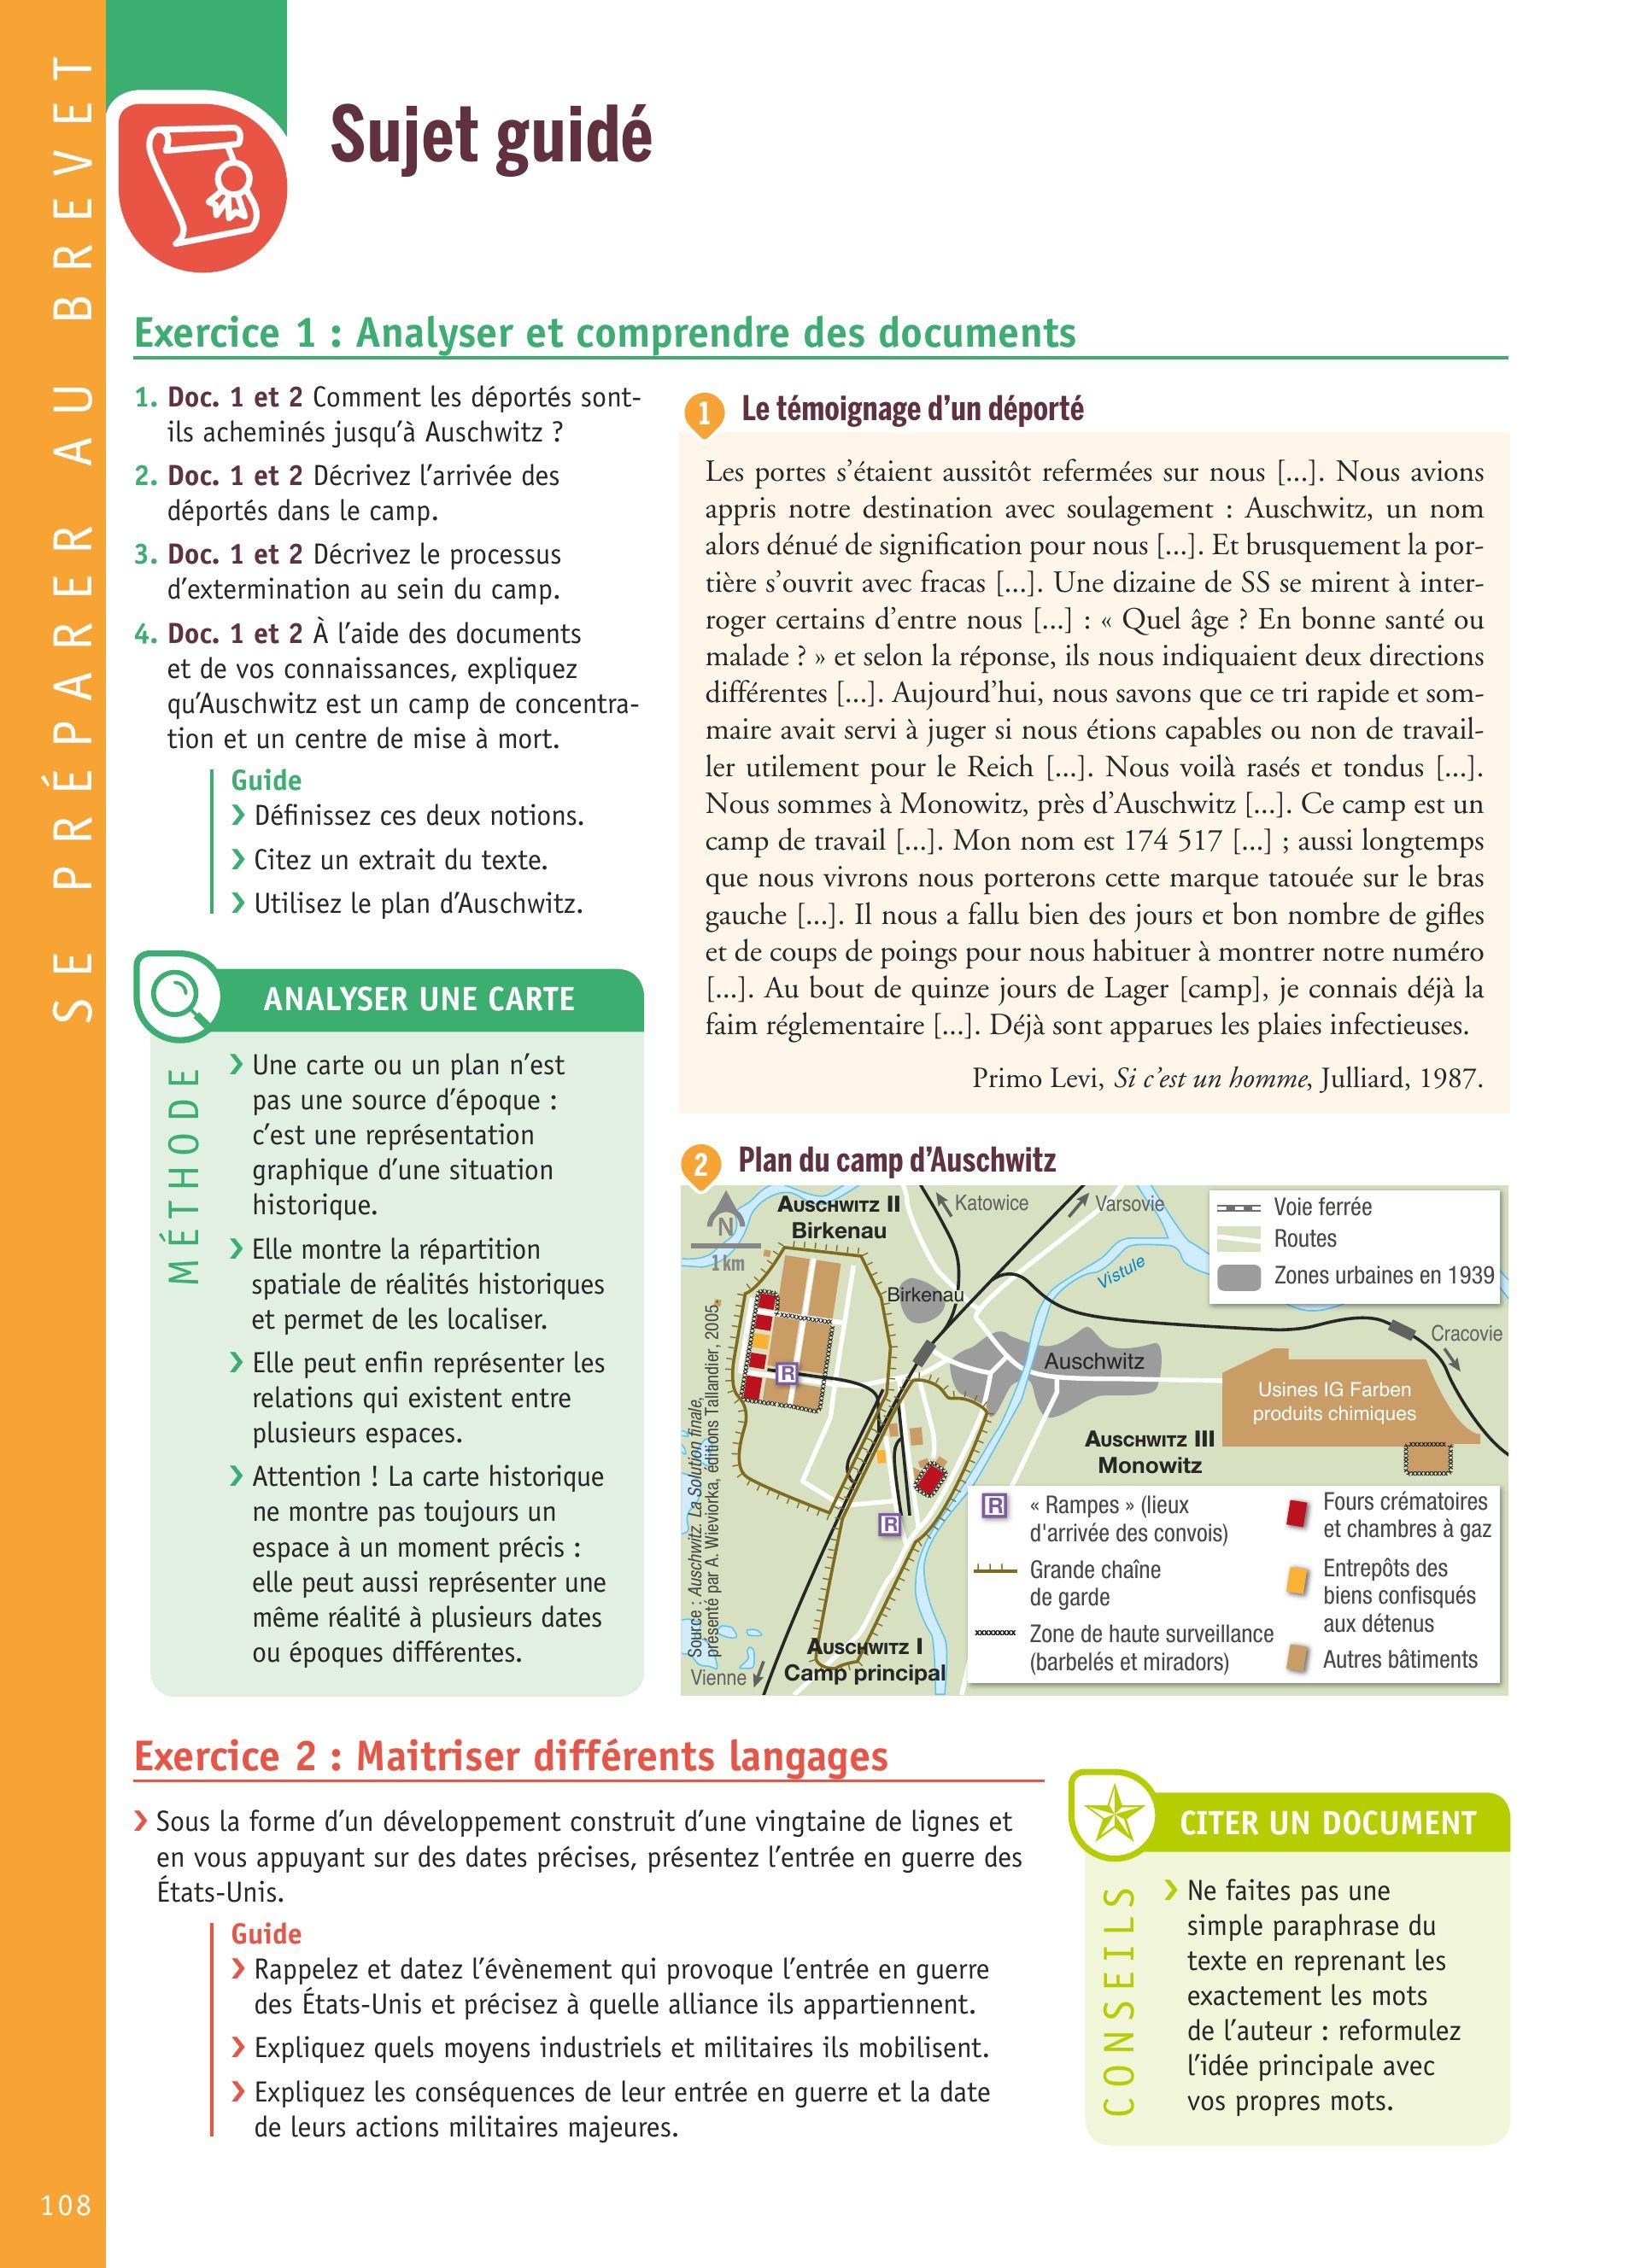 SE PRÉPARER AU BREVET
Sujet guidé
Exercice 1 : Analyser et comprendre des documents
1. Doc. 1 et 2 Comment les déportés sont-
ils acheminés jusqu'à Auschwitz ?
2. Doc. 1 et 2 Décrivez l'arrivée des
déportés dans le camp.
3. Doc. 1 et 2 Décrivez le processus
d'extermination au sein du camp.
4. Doc. 1 et 2 À l'aide des documents
et de vos connaissances, expliquez
qu'Auschwitz est un camp de concentra-
tion et un centre de mise à mort.
Guide
› Définissez ces deux notions.
› Citez un extrait du texte.
› Utilisez le plan d'Auschwitz.
ANALYSER UNE CARTE
MÉTHODE
› Une carte ou un plan n'est
pas une source d'époque :
c'est une représentation
graphique d'une situation
historique.
› Elle montre la répartition
spatiale de réalités historiques
et permet de les localiser.
› Elle peut enfin représenter les
relations qui existent entre
plusieurs espaces.
› Attention ! La carte historique
ne montre pas toujours un
espace à un moment précis :
elle peut aussi représenter une
même réalité à plusieurs dates
ou époques différentes.
1 Le témoignage d'un déporté
Les portes s'étaient aussitôt refermées sur nous [...]. Nous avions
appris notre destination avec soulagement : Auschwitz, un nom
alors dénué de signification pour nous [...]. Et brusquement la por-
tière s'ouvrit avec fracas [...]. Une dizaine de SS se mirent à inter-
roger certains d'entre nous [...] : « Quel âge ? En bonne santé ou
malade ? » et selon la réponse, ils nous indiquaient deux directions
différentes [...]. Aujourd'hui, nous savons que ce tri rapide et som-
maire avait servi à juger si nous étions capables ou non de travail-
ler utilement pour le Reich [...]. Nous voilà rasés et tondus [...].
Nous sommes à Monowitz, près d'Auschwitz [...]. Ce camp est un
camp de travail [...]. Mon nom est 174 517 [...] ; aussi longtemps
que nous vivrons nous porterons cette marque tatouée sur le bras
gauche [...]. Il nous a fallu bien des jours et bon nombre de gifles
et de coups de poings pour nous habituer à montrer notre numéro
[...]. Au bout de quinze jours de Lager [camp], je connais déjà la
faim réglementaire [...]. Déjà sont apparues les plaies infectieuses.
Primo Levi, Si c'est un homme, Julliard, 1987.
2 Plan du camp d'Auschwitz
N
1 km
AUSCHWITZ II
Birkenau
Katowice
Varsovie
Vistule
Voie ferrée
Routes
Zones urbaines en 1939
Birkenau
Auschwitz
Cracovie
Usines IG Farben
produits chimiques
AUSCHWITZ III
Monowitz
R
R
AUSCHWITZ I
Camp principal
Vienne
R
« Rampes » (lieux
d'arrivée des convois)
Grande chaîne
de garde
Zone de haute surveillance
(barbelés et miradors)
Fours crématoires
et chambres à gaz
Entrepôts des
biens confisqués
aux détenus
Autres bâtiments
Source : Auschwitz. La Solution finale,
présenté par A. Wieviorka, éditions Tallandier, 2005.
Exercice 2 : Maitriser différents langages
› Sous la forme d'un développement construit d'une vingtaine de lignes et
en vous appuyant sur des dates précises, présentez l'entrée en guerre des
États-Unis.
Guide
› Rappelez et datez l'évènement qui provoque l'entrée en guerre
des États-Unis et précisez à quelle alliance ils appartiennent.
› Expliquez quels moyens industriels et militaires ils mobilisent.
› Expliquez les conséquences de leur entrée en guerre et la date
de leurs actions militaires majeures.
CITER UN DOCUMENT
CONSEILS
› Ne faites pas une
simple paraphrase du
texte en reprenant les
exactement les mots
de l'auteur : reformulez
l'idée principale avec
vos propres mots.
108